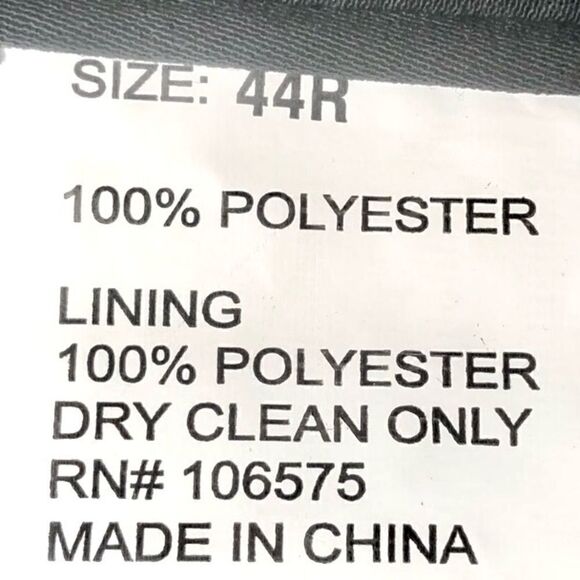 SIZE: 44R
100% POLYESTER
LINING
100% POLYESTER
DRY CLEAN ONLY
RN# 106575
MADE IN CHINA